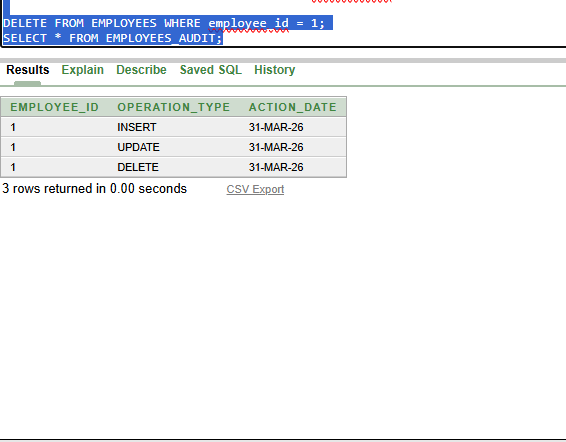 DELETE FROM EMPLOYEES WHERE employee_id = 1;
SELECT * FROM EMPLOYEES_AUDIT;
Results Explain Describe Saved SQL History
EMPLOYEE_ID OPERATION_TYPE ACTION_DATE
1 INSERT 31-MAR-26
1 UPDATE 31-MAR-26
1 DELETE 31-MAR-26
3 rows returned in 0.00 seconds CSV Export